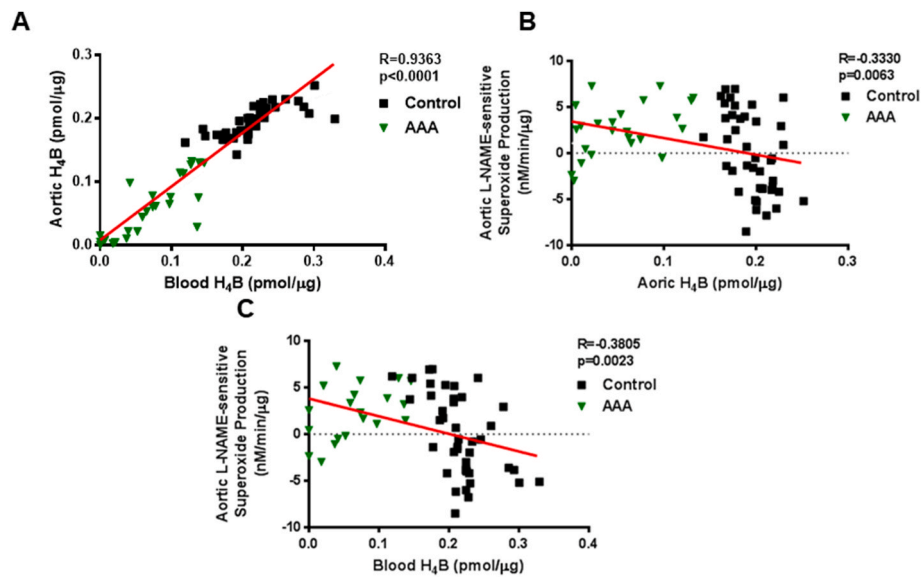 A
Aortic H4B (pmol/µg)
0.3
0.2
0.1
0.0
0.0
0.1
0.2
0.3
0.4
Blood H4B (pmol/µg)
R=0.9363
p<0.0001
Control
AAA
B
Aortic L-NAME-sensitive
Superoxide Production
(nM/min/µg)
10
5
0
-5
-10
0.0
0.1
0.2
0.3
Aoric H4B (pmol/µg)
R=-0.3330
p=0.0063
Control
AAA
C
Aortic L-NAME-sensitive
Superoxide Production
(nM/min/µg)
10
5
0
-5
-10
0.0
0.1
0.2
0.3
0.4
Blood H4B (pmol/µg)
R=-0.3805
p=0.0023
Control
AAA